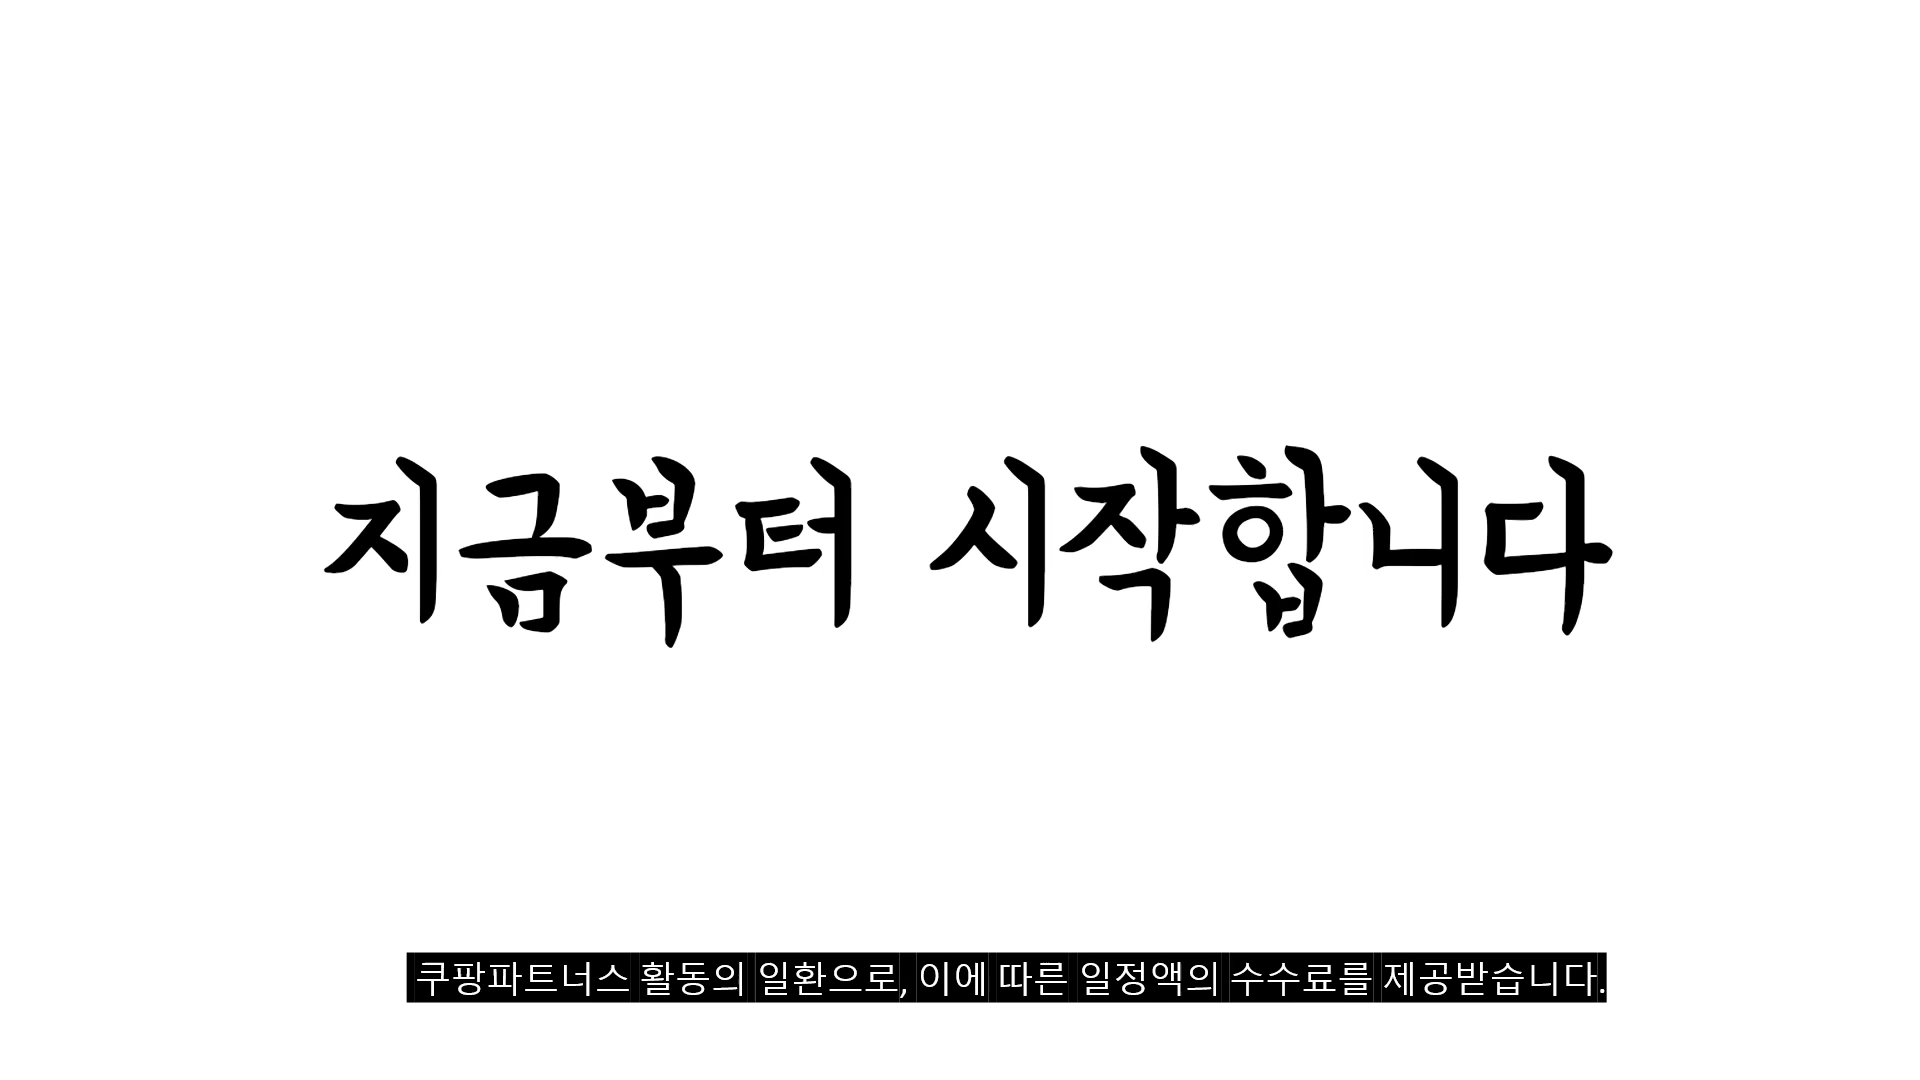 지금부터 시작합니다
쿠팡파트너스 활동의 일환으로, 이에 따른 일정액의 수수료를 제공받습니다.